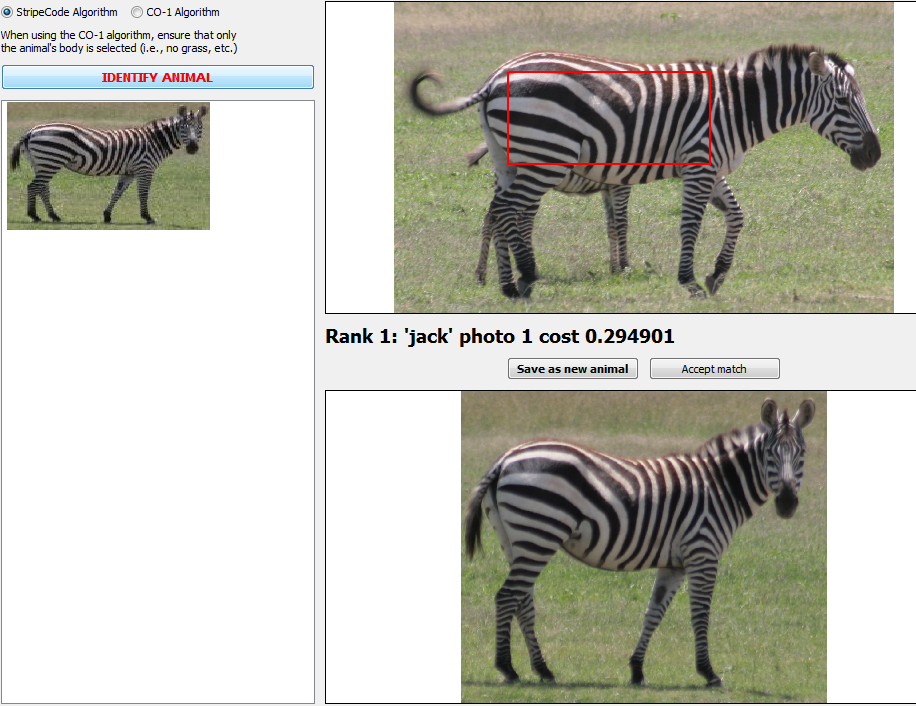 StripeCode Algorithm CO-1 Algorithm
When using the CO-1 algorithm, ensure that only
the animal's body is selected (i.e., no grass, etc.)
IDENTIFY ANIMAL
Rank 1: 'jack' photo 1 cost 0.294901
Save as new animal Accept match